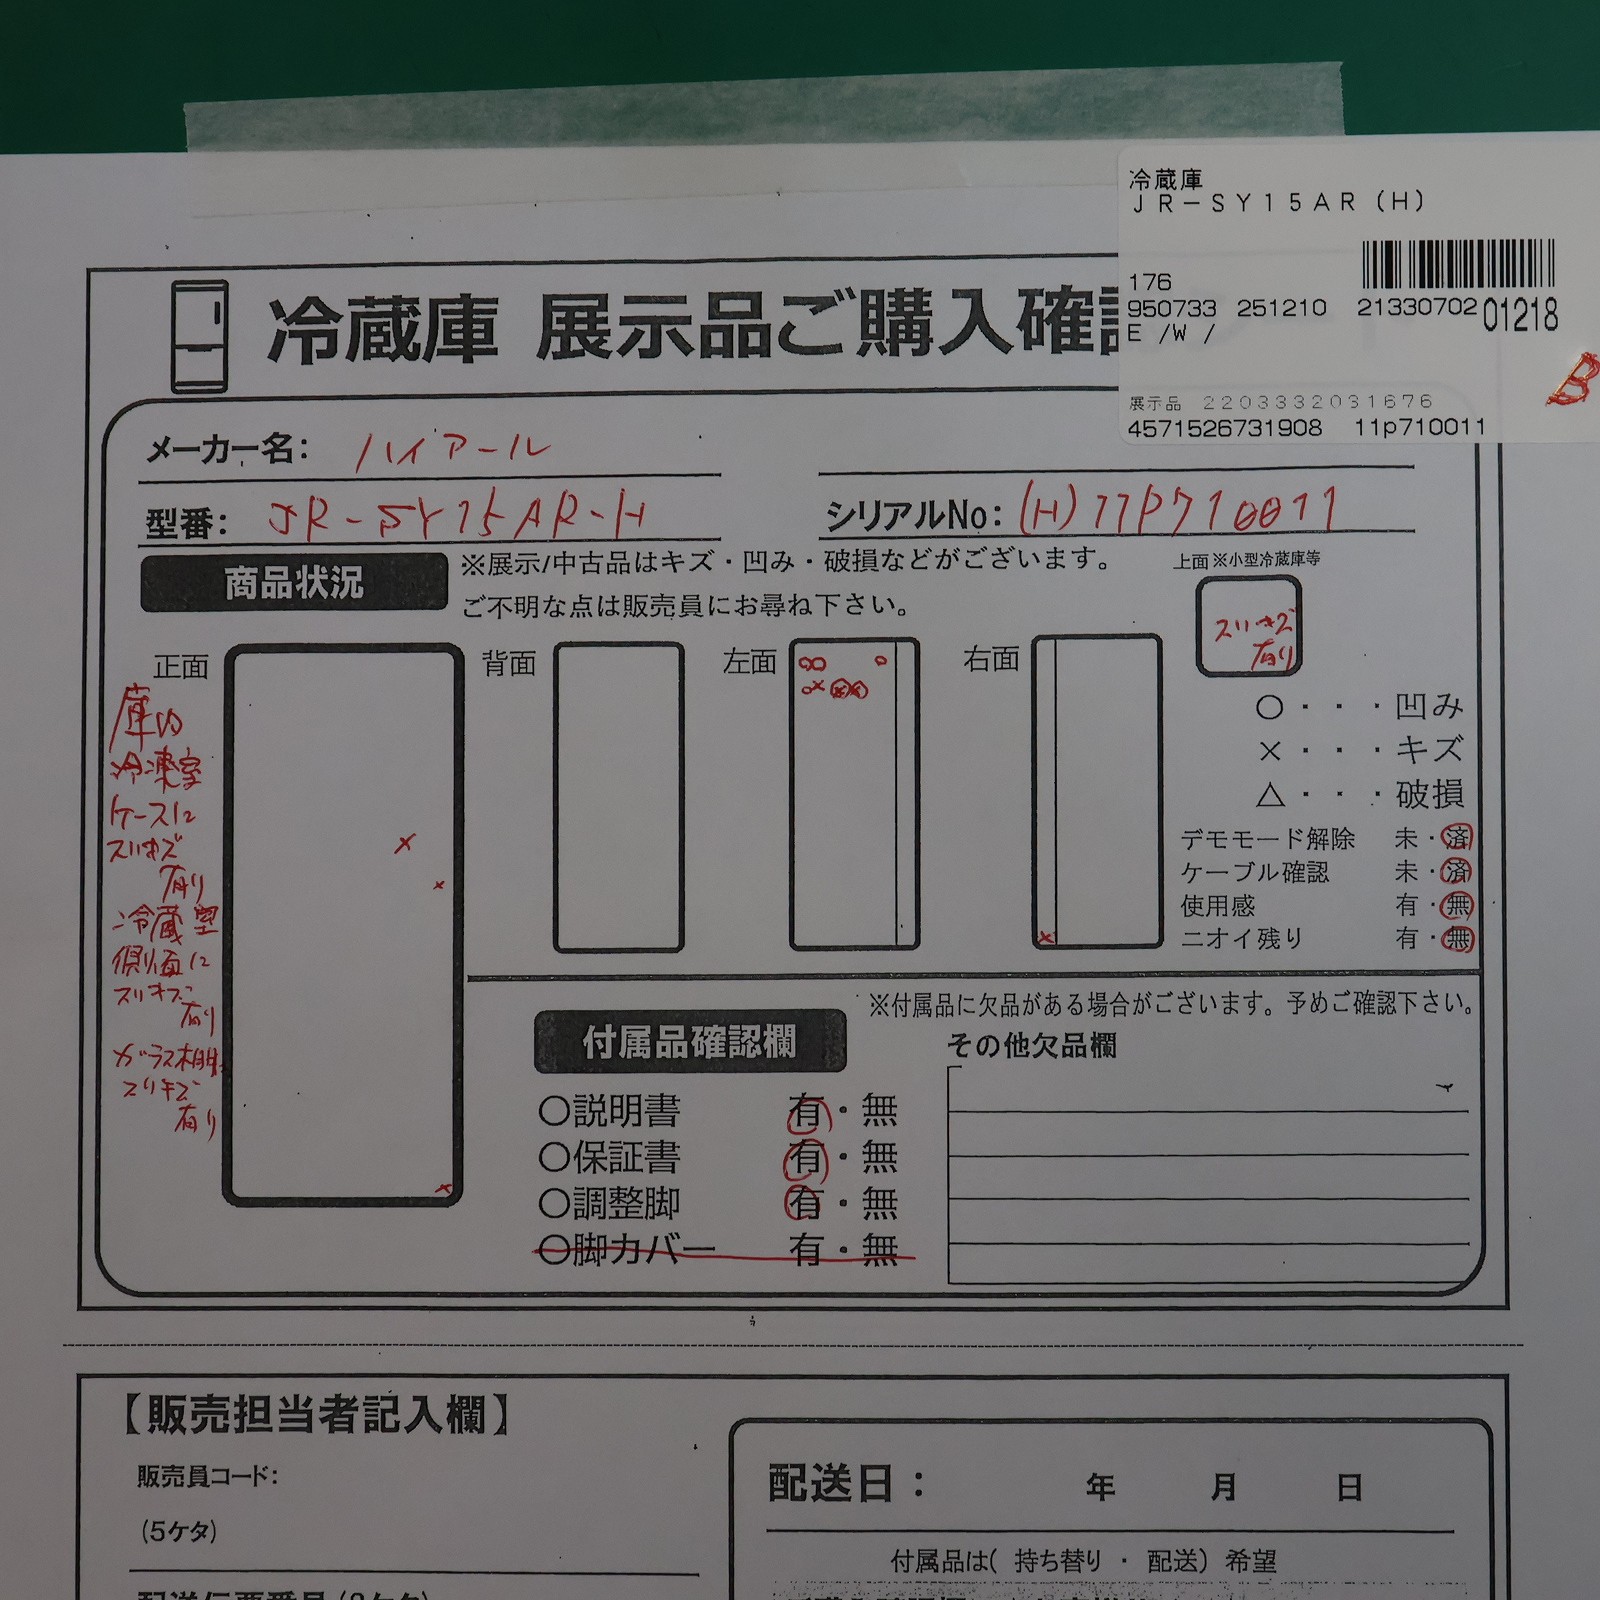 冷蔵庫
JR-SY15AR(H)
176
950733 251210 2133070201218
E /W /
B
展示品 2203332031676
4571526731908 11p710011
冷蔵庫 展示品ご購入確
メーカー名: ハイアール
型番: JR-SY15AR-H
シリアルNo: (H)11P710011
商品状況
※展示/中古品はキズ・凹み・破損などがございます。
ご不明な点は販売員にお尋ね下さい。
上面※小型冷蔵庫等
スリキズ
有り
正面
背面
左面
右面
庫内
冷凍室
ケースに
スリキズ
有り
冷蔵室
側面に
スリキズ
有り
ガラス棚
スリキズ
有り
○・・・凹み
×・・・キズ
△・・・破損
デモモード解除 未・済
ケーブル確認 未・済
使用感 有・無
ニオイ残り 有・無
※付属品に欠品がある場合がございます。予めご確認下さい。
付属品確認欄
その他欠品欄
○説明書 有・無
○保証書 有・無
○調整脚 有・無
○脚カバー 有・無
【販売担当者記入欄】
販売員コード:
(5ケタ)
配送日: 年 月 日
付属品は( 持ち替り ・ 配送) 希望